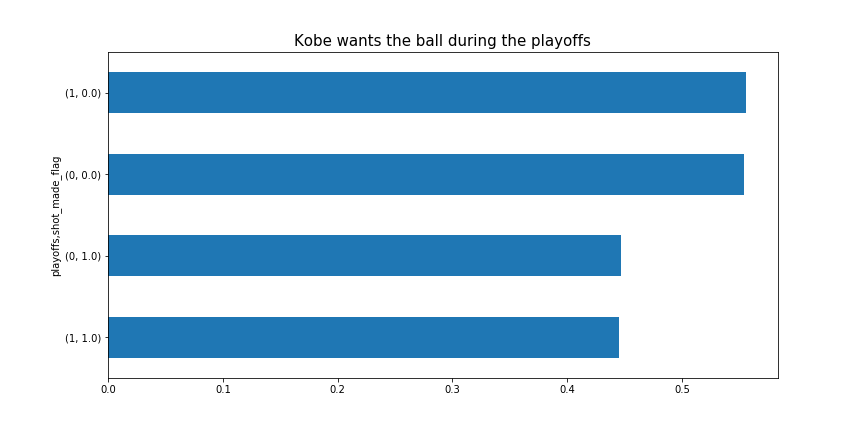 Kobe wants the ball during the playoffs
playoffs,shot_made_flag
(1, 0.0)
(0, 0.0)
(0, 1.0)
(1, 1.0)
0.0 0.1 0.2 0.3 0.4 0.5